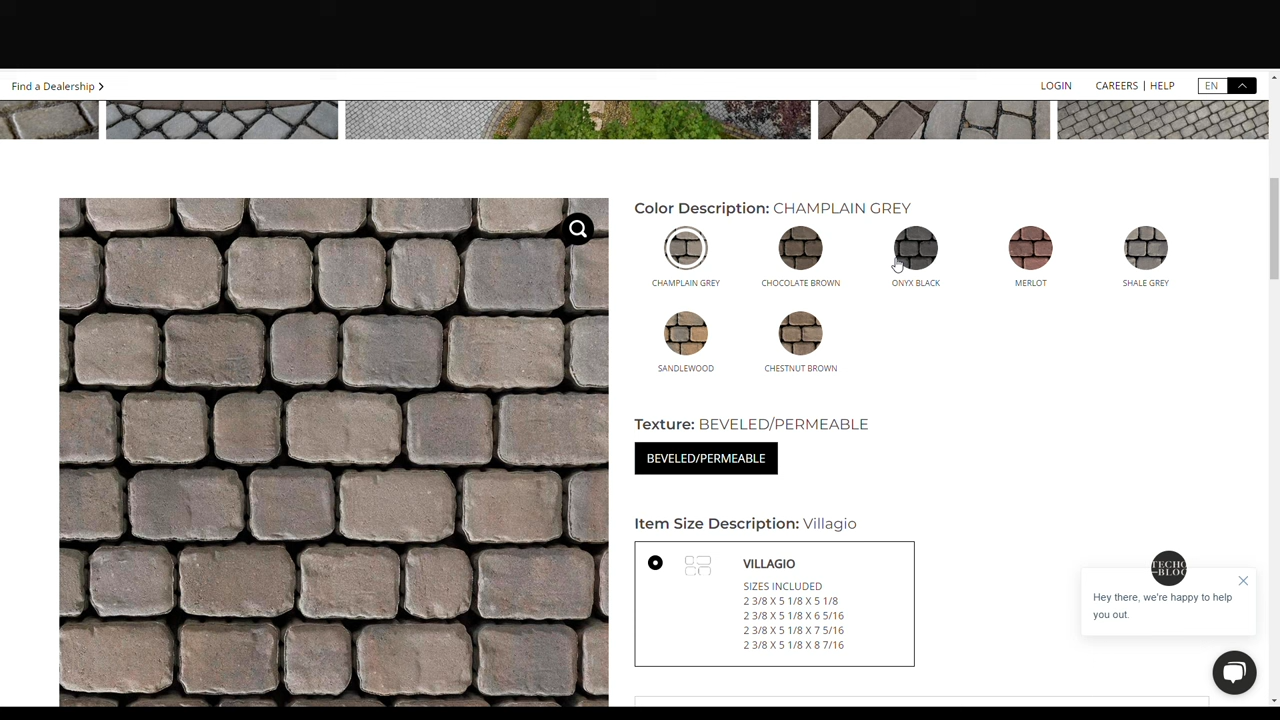 Find a Dealership
LOGIN
CAREERS | HELP
EN
Color Description: CHAMPLAIN GREY
CHAMPLAIN GREY
CHOCOLATE BROWN
ONYX BLACK
MERLOT
SHALE GREY
SANDLEWOOD
CHESTNUT BROWN
Texture: BEVELED/PERMEABLE
BEVELED/PERMEABLE
Item Size Description: Villagio
VILLAGIO
SIZES INCLUDED
2 3/8 X 5 1/8 X 5 1/8
2 3/8 X 5 1/8 X 6 5/16
2 3/8 X 5 1/8 X 7 5/16
2 3/8 X 5 1/8 X 8 7/16
TECHO
–BLOC
Hey there, we're happy to help
you out.